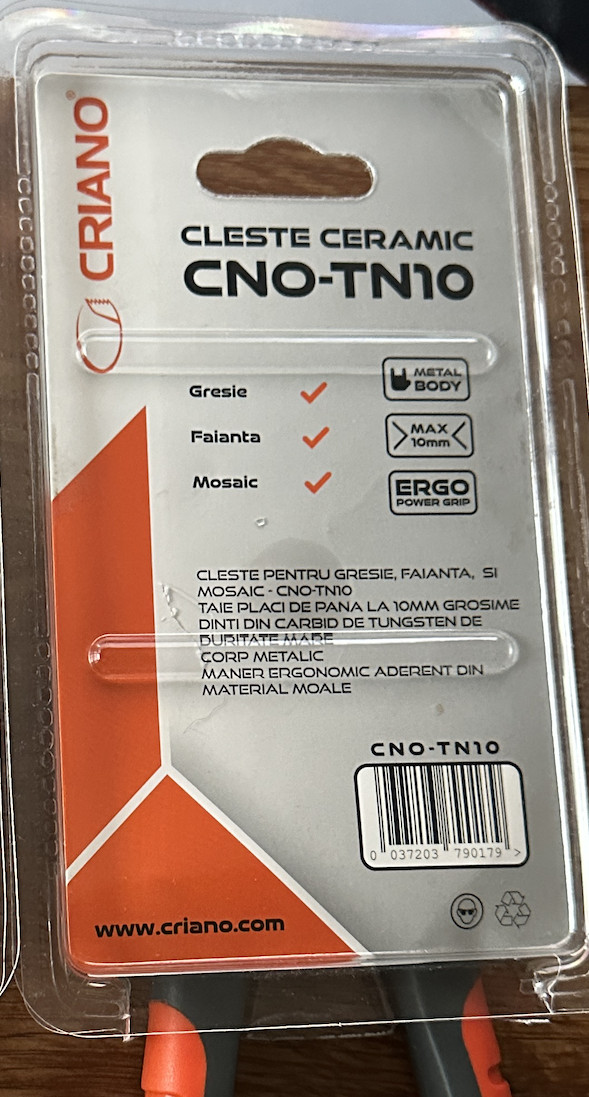 CRIANO®
CLESTE CERAMIC
CNO-TN10
Gresie
METAL
BODY
Faianta
MAX
10mm
Mosaic
ERGO
POWER GRIP
CLESTE PENTRU GRESIE, FAIANTA, SI
MOSAIC - CNO-TN10
TAIE PLACI DE PANA LA 10MM GROSIME
DINTI DIN CARBID DE TUNGSTEN DE
DURITATE MARE
CORP METALIC
MANER ERGONOMIC ADERENT DIN
MATERIAL MOALE
CNO-TN10
0 037203 790179 >
www.criano.com